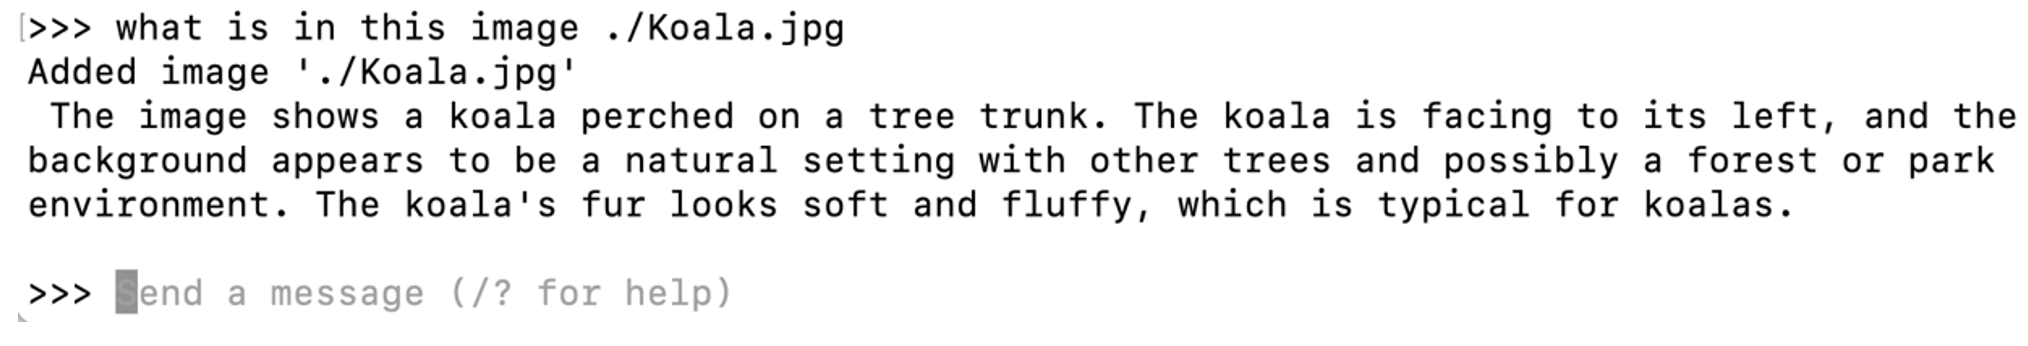 >>> what is in this image ./Koala.jpg
Added image './Koala.jpg'
The image shows a koala perched on a tree trunk. The koala is facing to its left, and the
background appears to be a natural setting with other trees and possibly a forest or park
environment. The koala's fur looks soft and fluffy, which is typical for koalas.
>>> Send a message (/? for help)